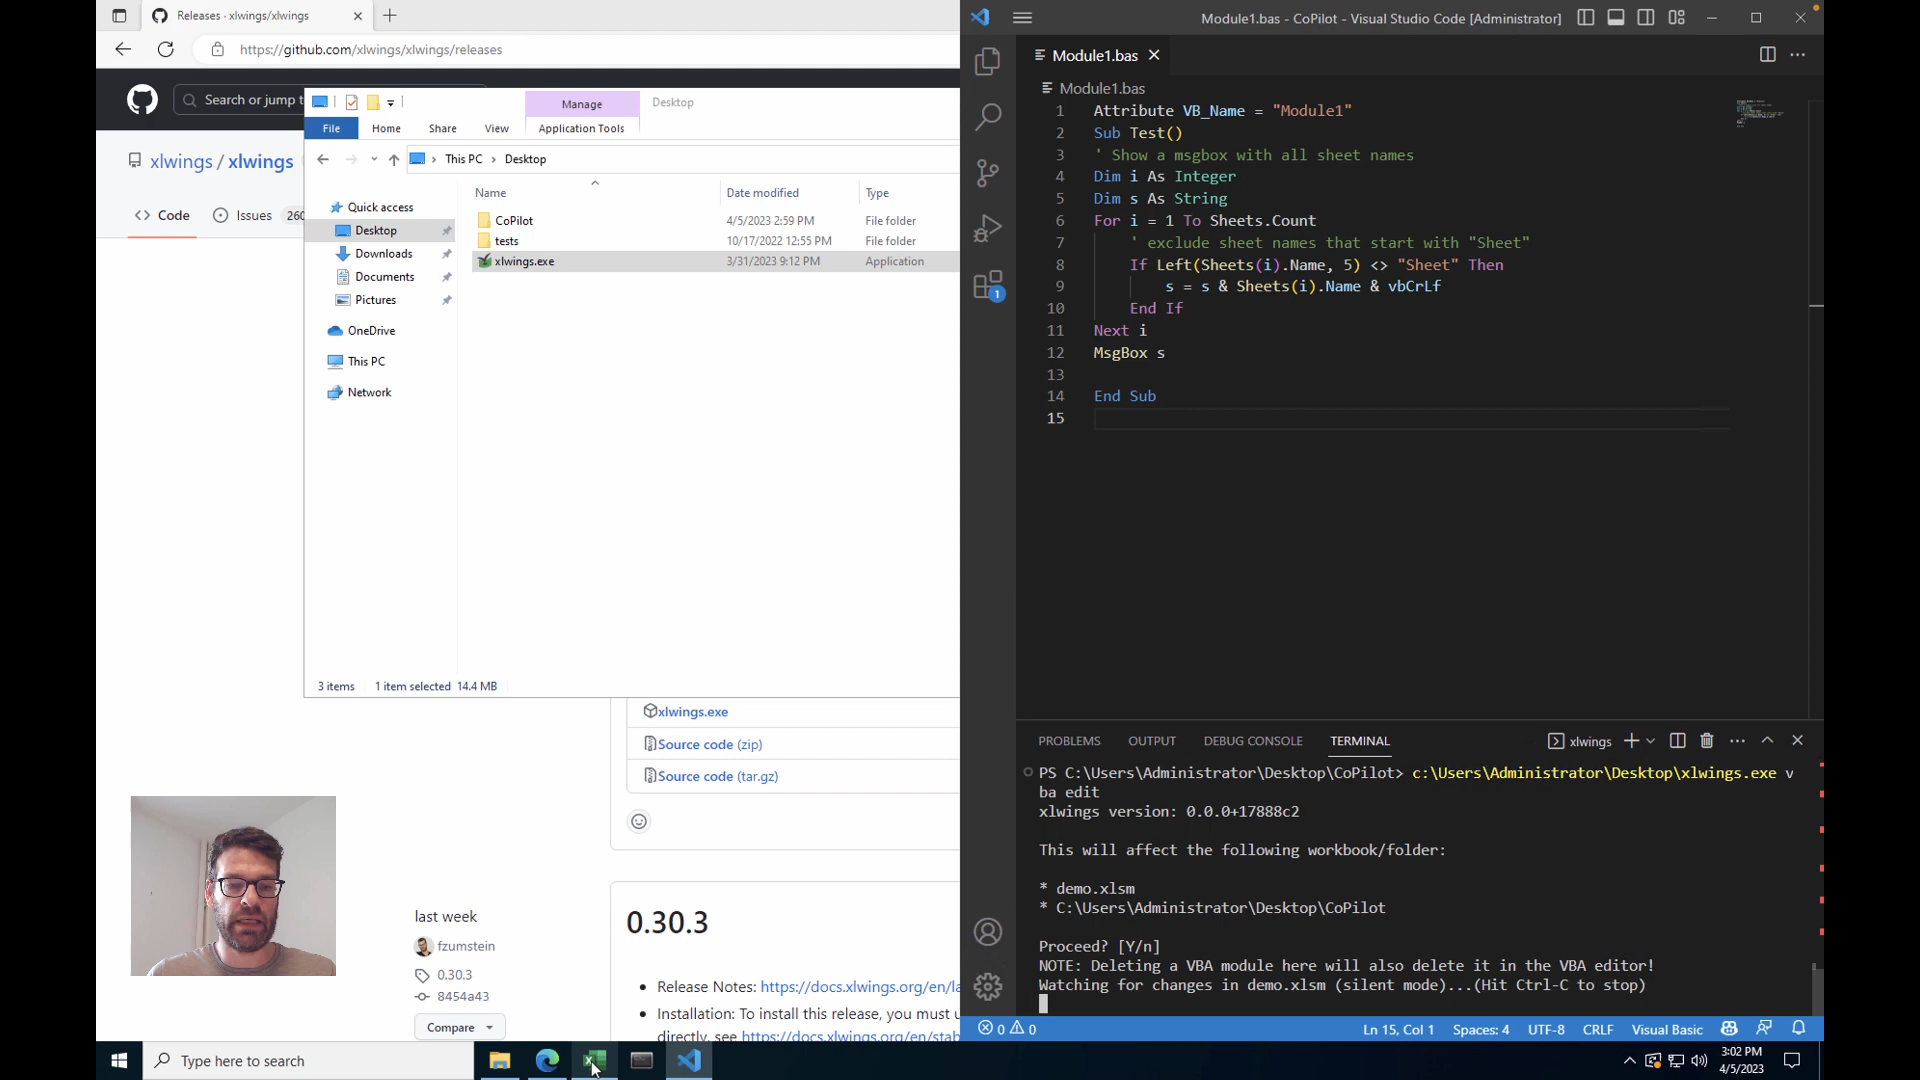 Releases · xlwings/xlwings
https://github.com/xlwings/xlwings/releases
Search or jump t
xlwings / xlwings
Code
Issues 260
Manage
Desktop
File
Home
Share
View
Application Tools
This PC > Desktop
Name
Date modified
Type
Quick access
Desktop
Downloads
Documents
Pictures
OneDrive
This PC
Network
CoPilot 4/5/2023 2:59 PM File folder
tests 10/17/2022 12:55 PM File folder
xlwings.exe 3/31/2023 9:12 PM Application
3 items 1 item selected 14.4 MB
xlwings.exe
Source code (zip)
Source code (tar.gz)
last week
fzumstein
0.30.3
8454a43
Compare
0.30.3
Release Notes: https://docs.xlwings.org/en/la
Installation: To install this release, you must u
directly, see https://docs.xlwings.org/en/stab
Module1.bas - CoPilot - Visual Studio Code [Administrator]
Module1.bas
Module1.bas
1 Attribute VB_Name = "Module1"
2 Sub Test()
3 ' Show a msgbox with all sheet names
4 Dim i As Integer
5 Dim s As String
6 For i = 1 To Sheets.Count
7 ' exclude sheet names that start with "Sheet"
8 If Left(Sheets(i).Name, 5) <> "Sheet" Then
9 s = s & Sheets(i).Name & vbCrLf
10 End If
11 Next i
12 MsgBox s
13
14 End Sub
15
1
PROBLEMS
OUTPUT
DEBUG CONSOLE
TERMINAL
xlwings
PS C:\Users\Administrator\Desktop\CoPilot> c:\Users\Administrator\Desktop\xlwings.exe v
ba edit
xlwings version: 0.0.0+17888c2
This will affect the following workbook/folder:
* demo.xlsm
* C:\Users\Administrator\Desktop\CoPilot
Proceed? [Y/n]
NOTE: Deleting a VBA module here will also delete it in the VBA editor!
Watching for changes in demo.xlsm (silent mode)...(Hit Ctrl-C to stop)
0 0
Ln 15, Col 1
Spaces: 4
UTF-8
CRLF
Visual Basic
Type here to search
3:02 PM
4/5/2023